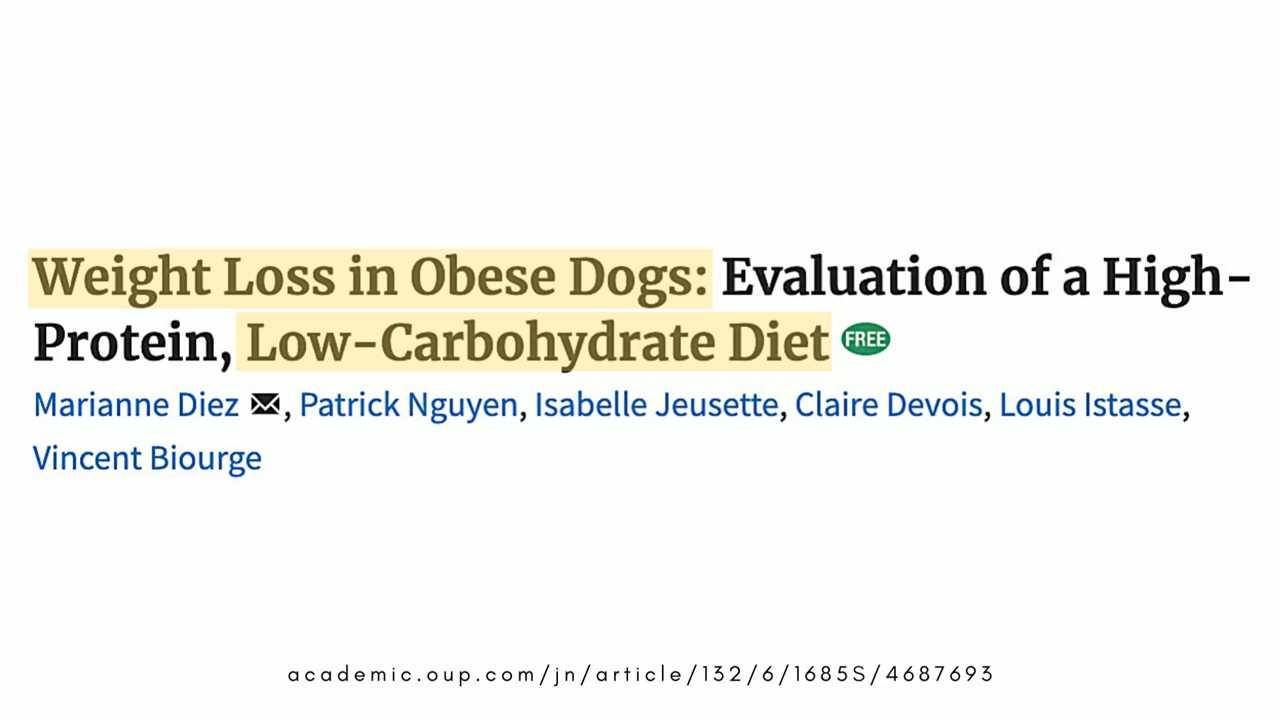 Weight Loss in Obese Dogs: Evaluation of a High-
Protein, Low-Carbohydrate Diet FREE
Marianne Diez ✉, Patrick Nguyen, Isabelle Jeusette, Claire Devois, Louis Istasse,
Vincent Biourge
academic.oup.com/jn/article/132/6/1685S/4687693